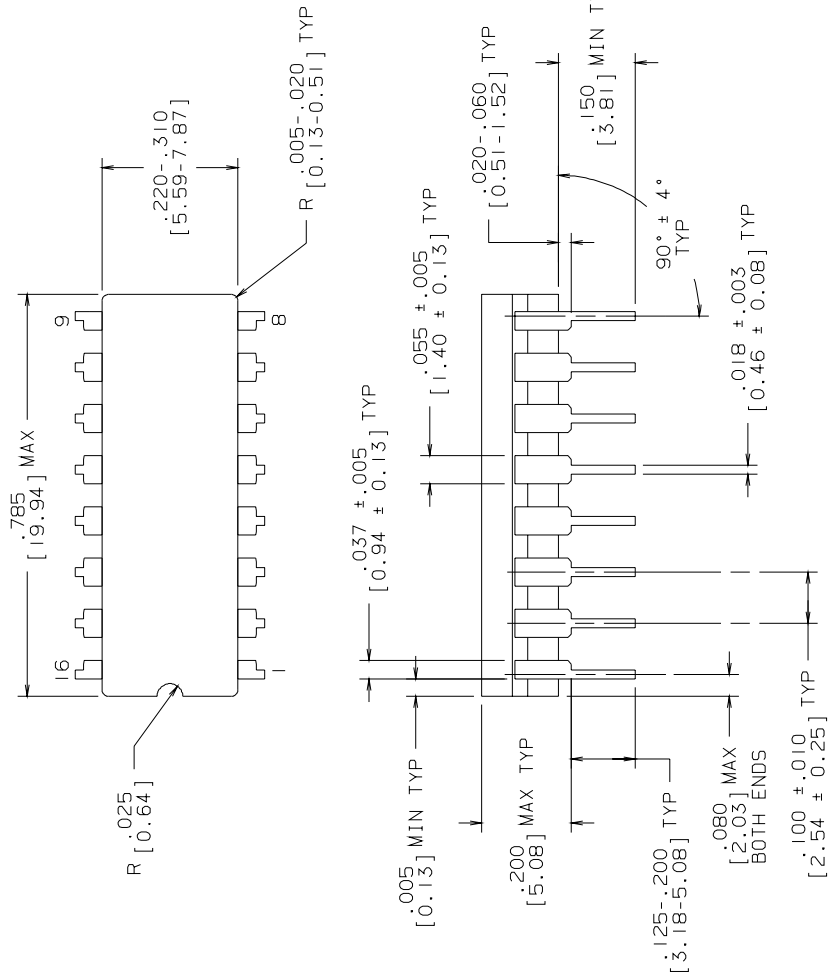 .785
[19.94] MAX
16
9
1
8
.220-.310
[5.59-7.87]
R .005-.020
[0.13-0.51] TYP
R .025
[0.64]
.037 ±.005
[0.94 ± 0.13] TYP
.055 ±.005
[1.40 ± 0.13] TYP
.020-.060
[0.51-1.52] TYP
.005
[0.13] MIN TYP
.200
[5.08] MAX TYP
.150
[3.81] MIN T
90° ± 4°
TYP
.018 ±.003
[0.46 ± 0.08] TYP
.125-.200
[3.18-5.08] TYP
.080
[2.03] MAX
BOTH ENDS
.100 ±.010
[2.54 ± 0.25] TYP